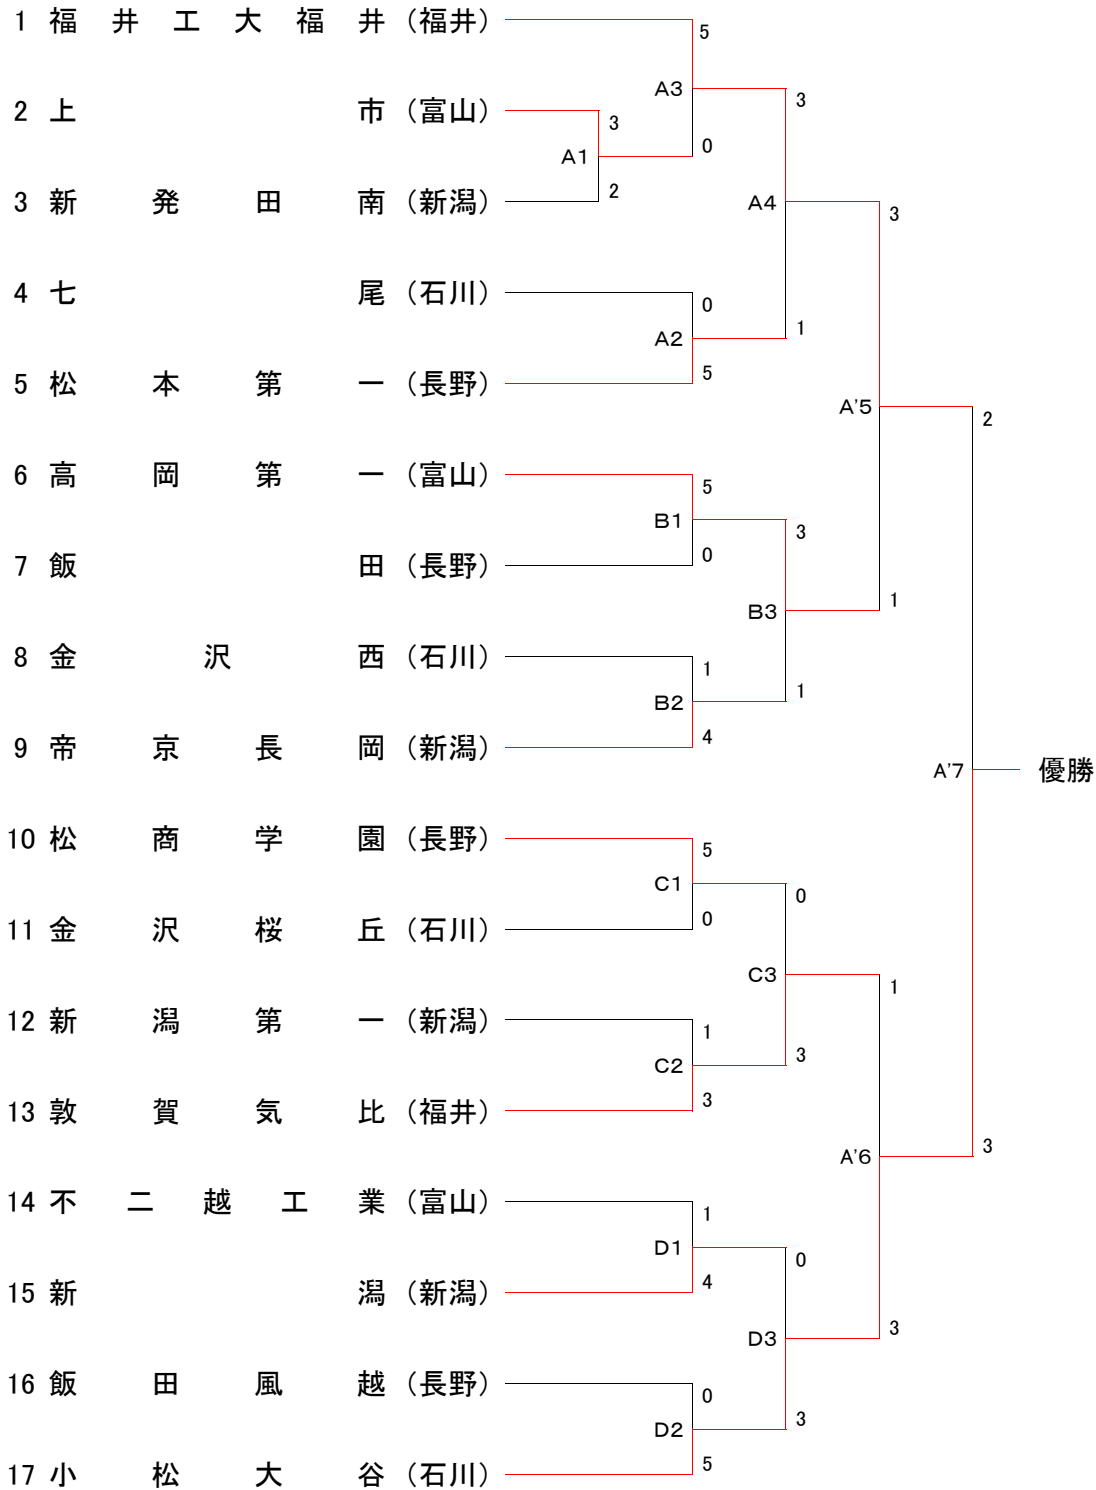 1 福井工大福井（福井）
5
A3
3
2 上市（富山）
3
A1
0
2
3 新発田南（新潟）
A4
3
4 七尾（石川）
0
A2
1
5
5 松本第一（長野）
A'5
2
6 高岡第一（富山）
5
B1
3
0
7 飯田（長野）
B3
1
8 金沢西（石川）
1
B2
1
4
9 帝京長岡（新潟）
A'7
優勝
10 松商学園（長野）
5
C1
0
0
11 金沢桜丘（石川）
C3
1
12 新潟第一（新潟）
1
C2
3
3
13 敦賀気比（福井）
A'6
3
14 不二越工業（富山）
1
D1
0
4
15 新潟（新潟）
D3
3
16 飯田風越（長野）
0
D2
3
5
17 小松大谷（石川）